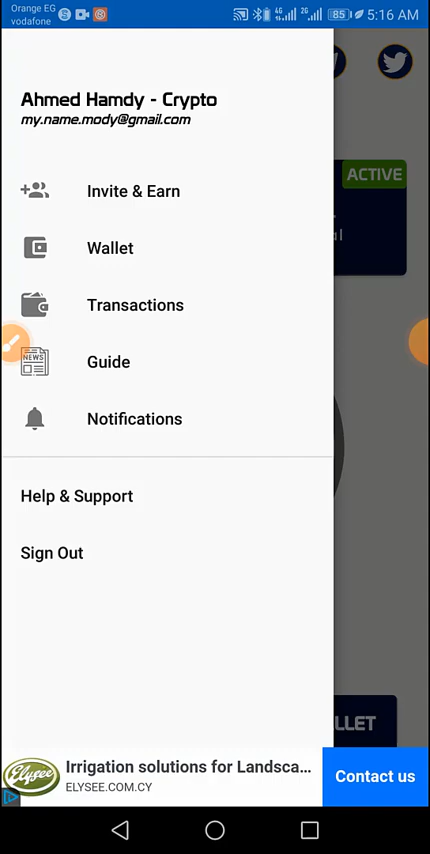 Orange EG
vodafone
4G
2G
85
5:16 AM
Ahmed Hamdy - Crypto
my.name.mody@gmail.com
ACTIVE
Invite & Earn
Wallet
Transactions
NEWS
Guide
Notifications
Help & Support
Sign Out
LLET
Elysee
Irrigation solutions for Landsca...
ELYSEE.COM.CY
Contact us